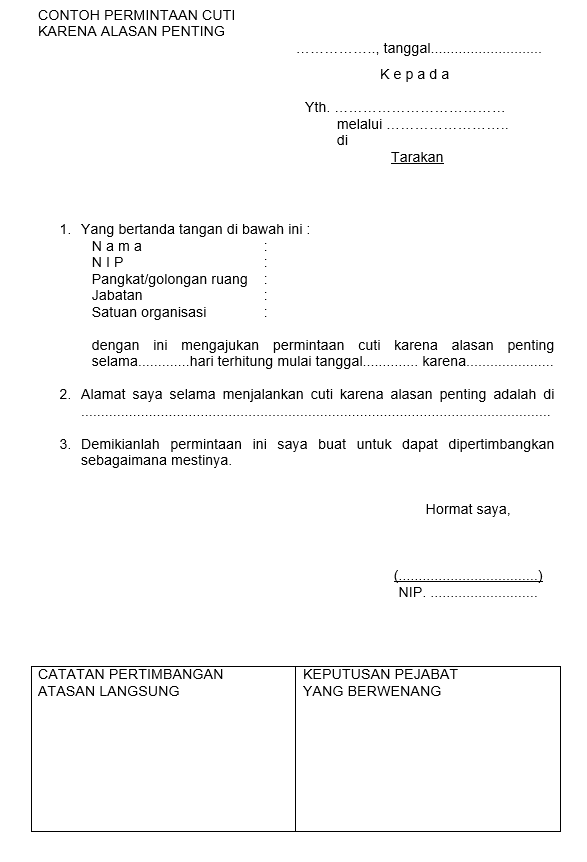 CONTOH PERMINTAAN CUTI
KARENA ALASAN PENTING
…………….., tanggal............................
K e p a d a
Yth. ………………………………
melalui ……………………..
di
Tarakan
1. Yang bertanda tangan di bawah ini :
N a m a :
N I P :
Pangkat/golongan ruang :
Jabatan :
Satuan organisasi :
dengan ini mengajukan permintaan cuti karena alasan penting
selama.............hari terhitung mulai tanggal.............. karena......................
2. Alamat saya selama menjalankan cuti karena alasan penting adalah di
......................................................................................................................
3. Demikianlah permintaan ini saya buat untuk dapat dipertimbangkan
sebagaimana mestinya.
Hormat saya,
(...................................)
NIP. ...........................
CATATAN PERTIMBANGAN
ATASAN LANGSUNG
KEPUTUSAN PEJABAT
YANG BERWENANG